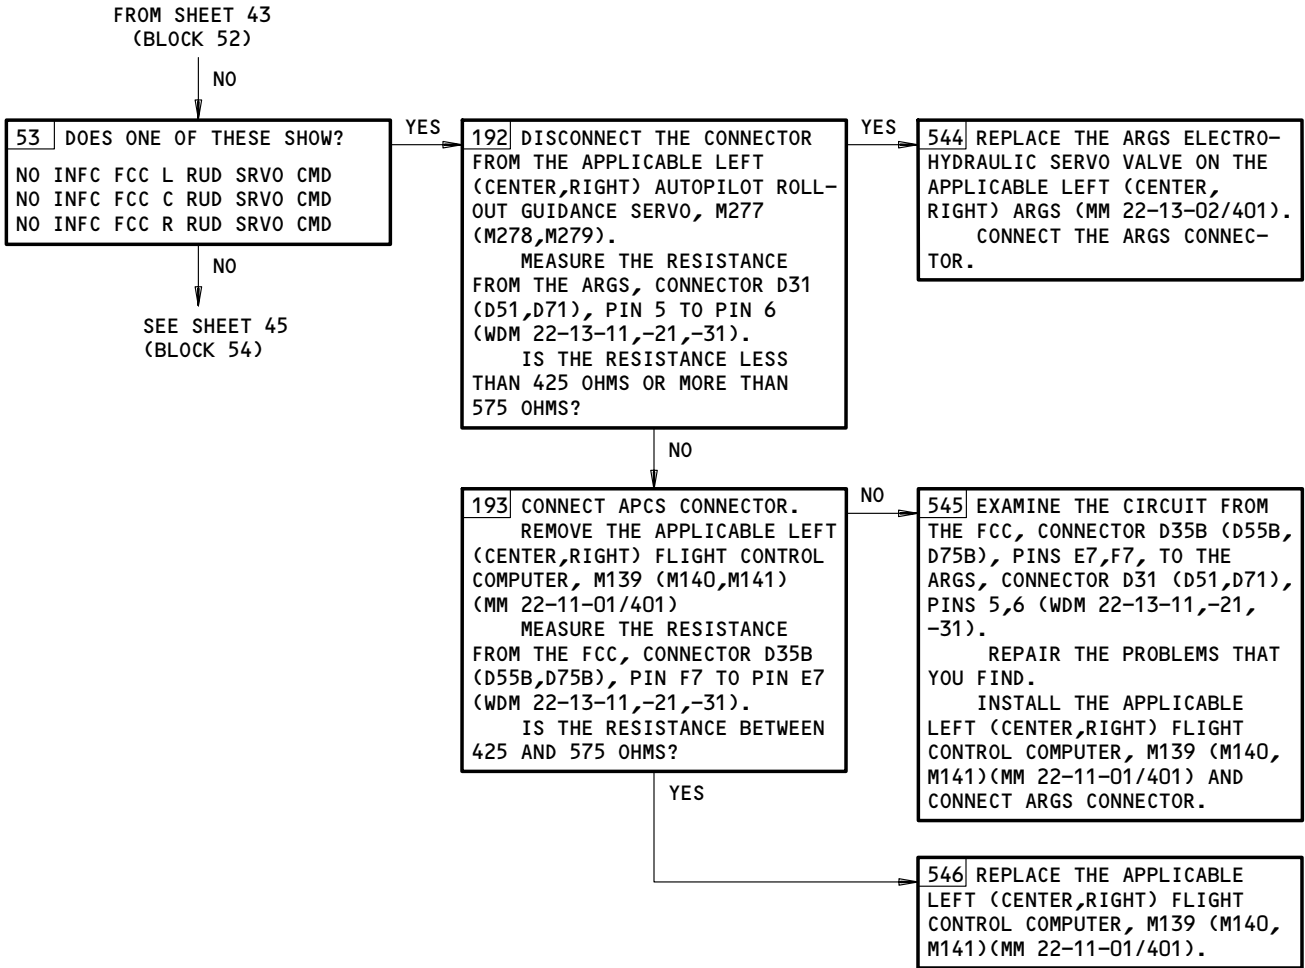 FROM SHEET 43
(BLOCK 52)
NO
53 DOES ONE OF THESE SHOW?
NO INFC FCC L RUD SRVO CMD
NO INFC FCC C RUD SRVO CMD
NO INFC FCC R RUD SRVO CMD
NO
SEE SHEET 45
(BLOCK 54)
YES
192 DISCONNECT THE CONNECTOR
FROM THE APPLICABLE LEFT
(CENTER,RIGHT) AUTOPILOT ROLL-
OUT GUIDANCE SERVO, M277
(M278,M279).
MEASURE THE RESISTANCE
FROM THE ARGS, CONNECTOR D31
(D51,D71), PIN 5 TO PIN 6
(WDM 22-13-11,-21,-31).
IS THE RESISTANCE LESS
THAN 425 OHMS OR MORE THAN
575 OHMS?
YES
544 REPLACE THE ARGS ELECTRO-
HYDRAULIC SERVO VALVE ON THE
APPLICABLE LEFT (CENTER,
RIGHT) ARGS (MM 22-13-02/401).
CONNECT THE ARGS CONNEC-
TOR.
NO
193 CONNECT APCS CONNECTOR.
REMOVE THE APPLICABLE LEFT
(CENTER,RIGHT) FLIGHT CONTROL
COMPUTER, M139 (M140,M141)
(MM 22-11-01/401)
MEASURE THE RESISTANCE
FROM THE FCC, CONNECTOR D35B
(D55B,D75B), PIN F7 TO PIN E7
(WDM 22-13-11,-21,-31).
IS THE RESISTANCE BETWEEN
425 AND 575 OHMS?
NO
545 EXAMINE THE CIRCUIT FROM
THE FCC, CONNECTOR D35B (D55B,
D75B), PINS E7,F7, TO THE
ARGS, CONNECTOR D31 (D51,D71),
PINS 5,6 (WDM 22-13-11,-21,
-31).
REPAIR THE PROBLEMS THAT
YOU FIND.
INSTALL THE APPLICABLE
LEFT (CENTER,RIGHT) FLIGHT
CONTROL COMPUTER, M139 (M140,
M141)(MM 22-11-01/401) AND
CONNECT ARGS CONNECTOR.
YES
546 REPLACE THE APPLICABLE
LEFT (CENTER,RIGHT) FLIGHT
CONTROL COMPUTER, M139 (M140,
M141)(MM 22-11-01/401).